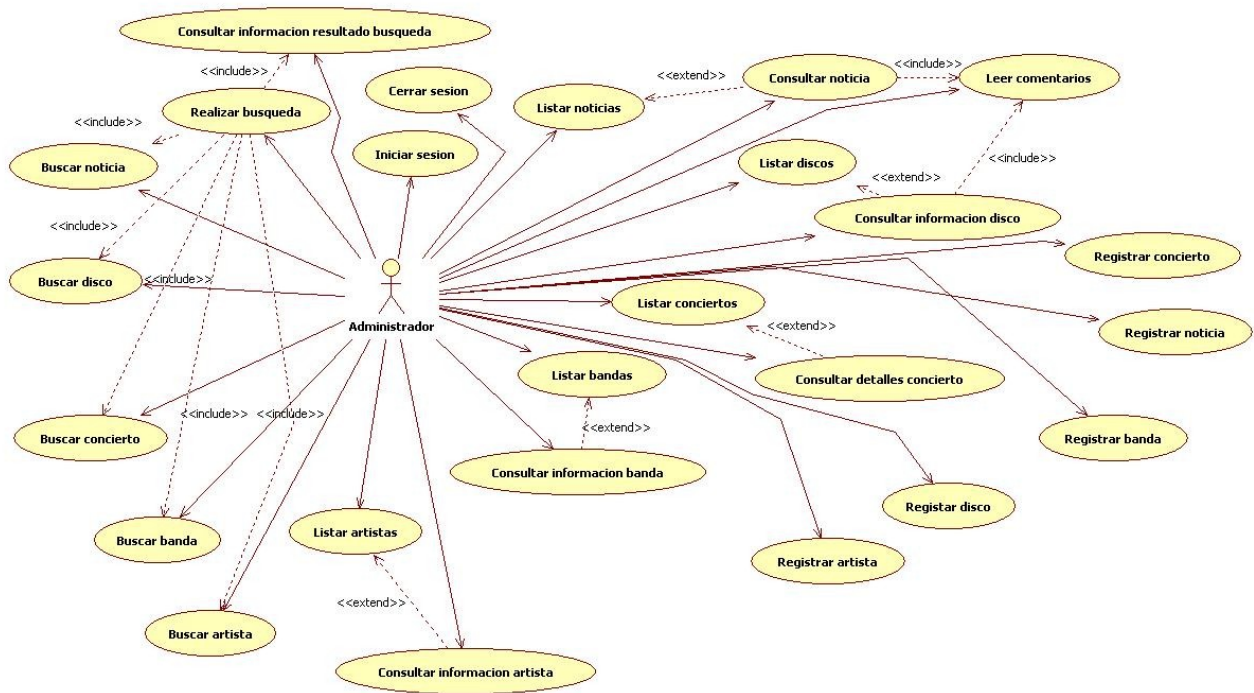 Consultar informacion resultado busqueda
<<include>>
Realizar busqueda
<<include>>
Buscar noticia
Cerrar sesion
Iniciar sesion
Listar noticias
<<extend>>
Consultar noticia
<<include>>
Leer comentarios
Listar discos
<<extend>>
<<include>>
Consultar informacion disco
<<include>>
Buscar disco
<<include>>
Administrador
Registrar concierto
Listar conciertos
<<extend>>
Registrar noticia
Consultar detalles concierto
Listar bandas
<<extend>>
Consultar informacion banda
Registrar banda
Buscar concierto
<<include>>
<<include>>
Registar disco
Buscar banda
Listar artistas
Registrar artista
<<extend>>
Buscar artista
Consultar informacion artista